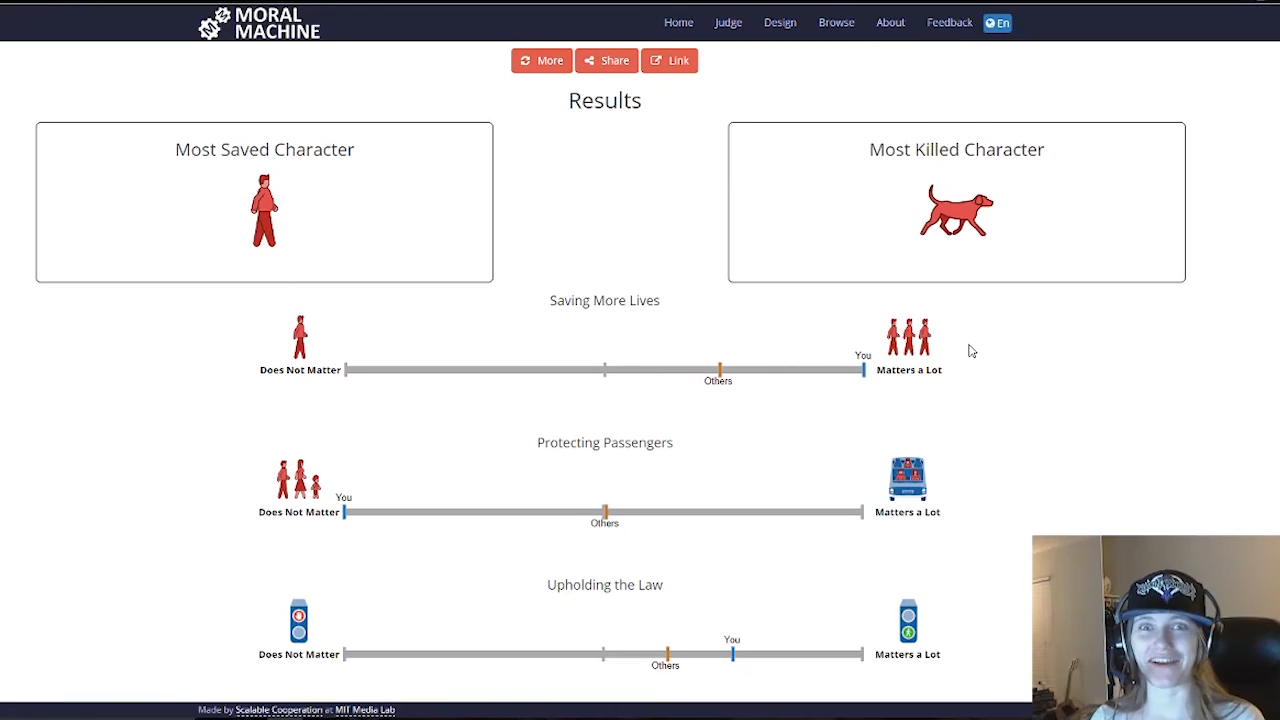 MORAL
MACHINE
Home Judge Design Browse About Feedback En
More Share Link
Results
Most Saved Character
Most Killed Character
Saving More Lives
Does Not Matter
You
Matters a Lot
Others
Protecting Passengers
You
Does Not Matter
Matters a Lot
Others
Upholding the Law
You
Does Not Matter
Matters a Lot
Others
Made by Scalable Cooperation at MIT Media Lab